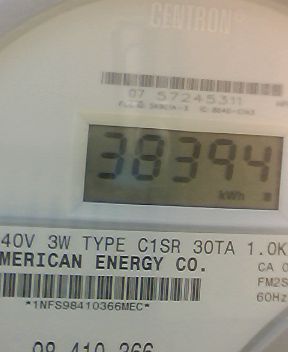 CENTRON®
07 57245311
38394
kWh
40V 3W TYPE C1SR 30TA 1.0K
MERICAN ENERGY CO.
CA 0
FM2S
60Hz
*1NFS98410366MEC*
98 410 366